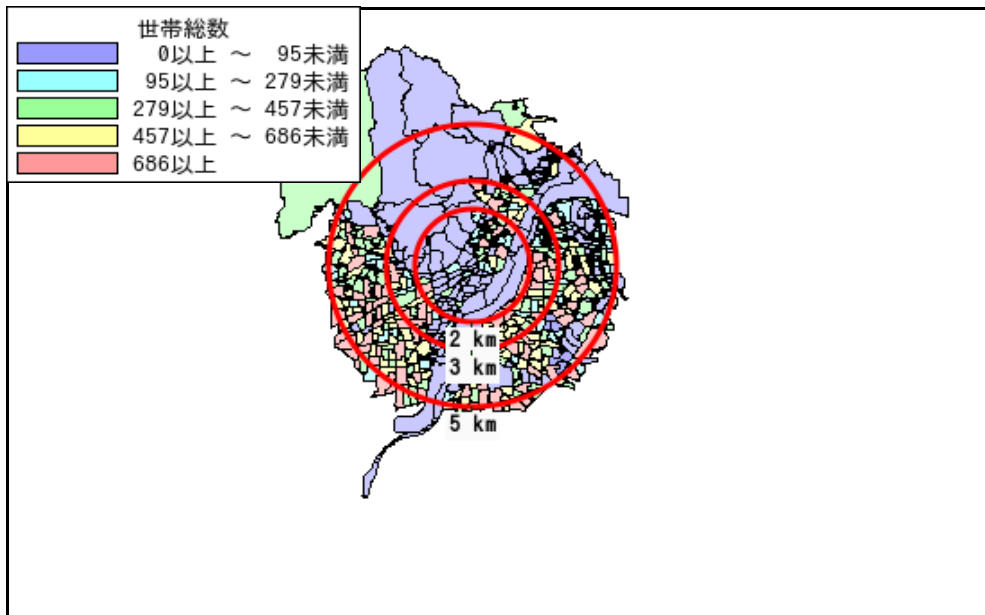 世帯総数
0以上 ～ 95未満
95以上 ～ 279未満
279以上 ～ 457未満
457以上 ～ 686未満
686以上
2 km
3 km
5 km